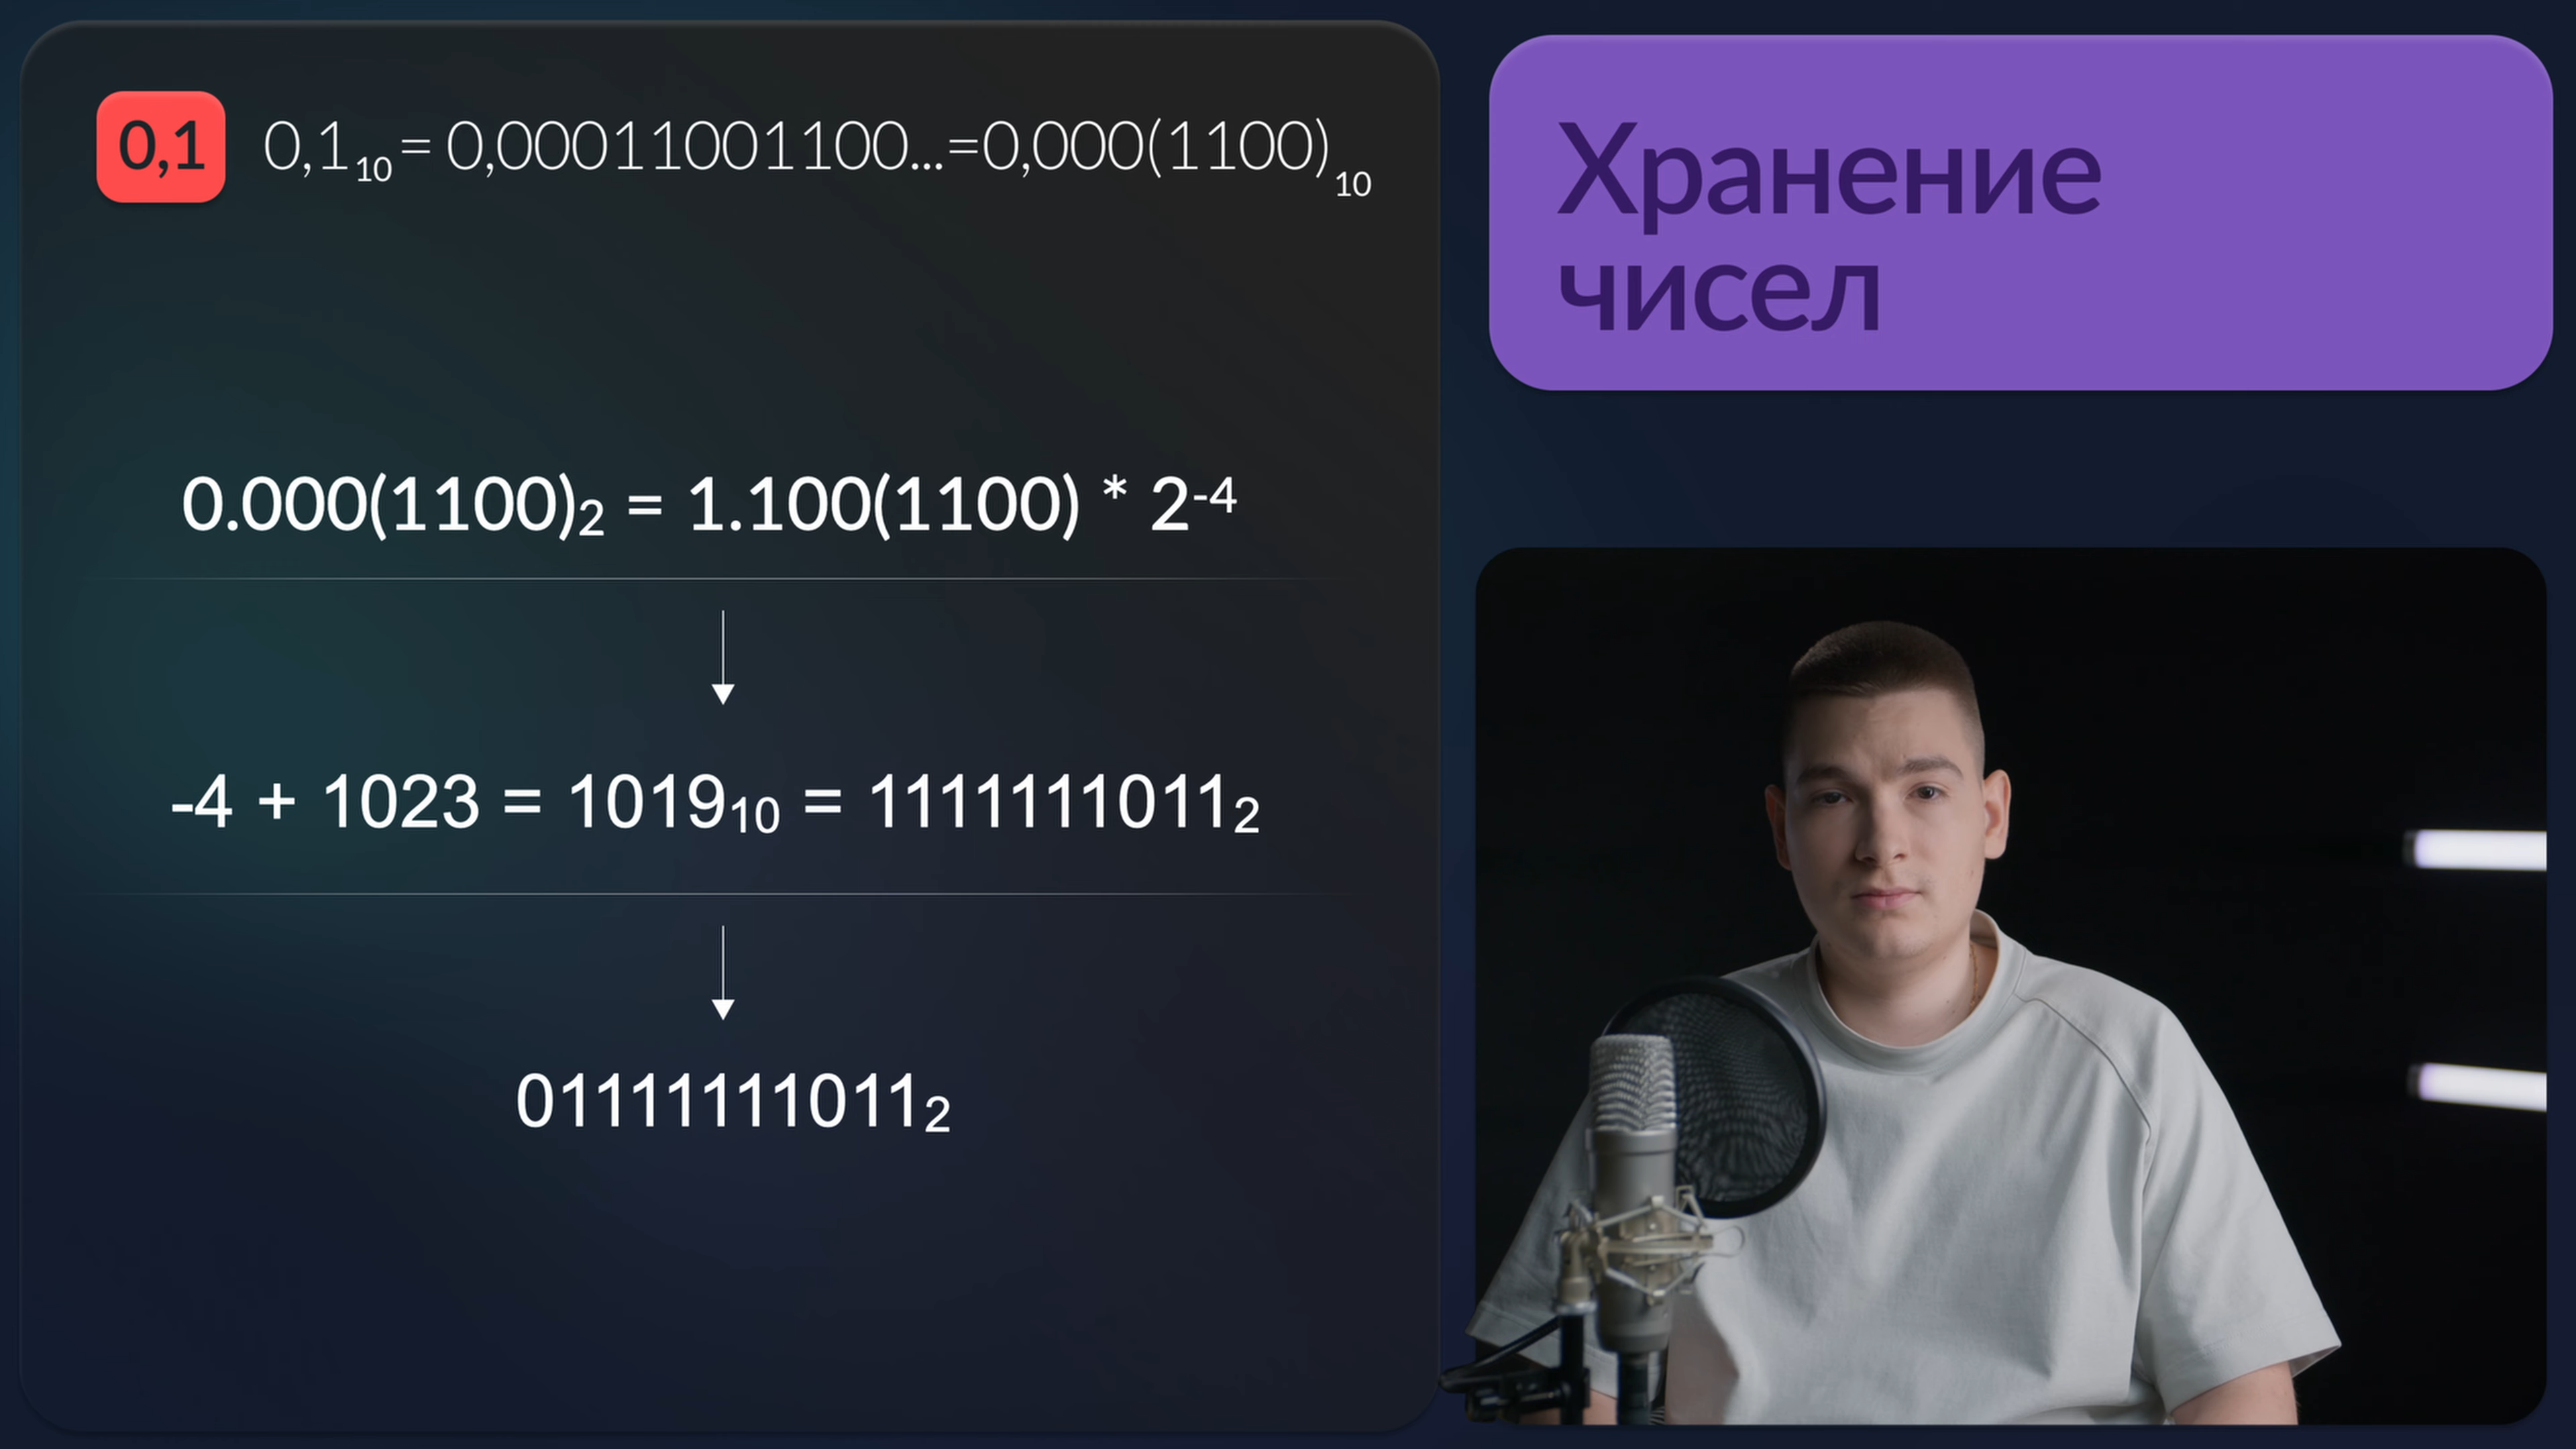 0,1
0,1₁₀ = 0,00011001100...=0,000(1100)₁₀
0.000(1100)₂ = 1.100(1100) * 2⁻⁴
-4 + 1023 = 1019₁₀ = 1111111011₂
01111111011₂
Хранение
чисел